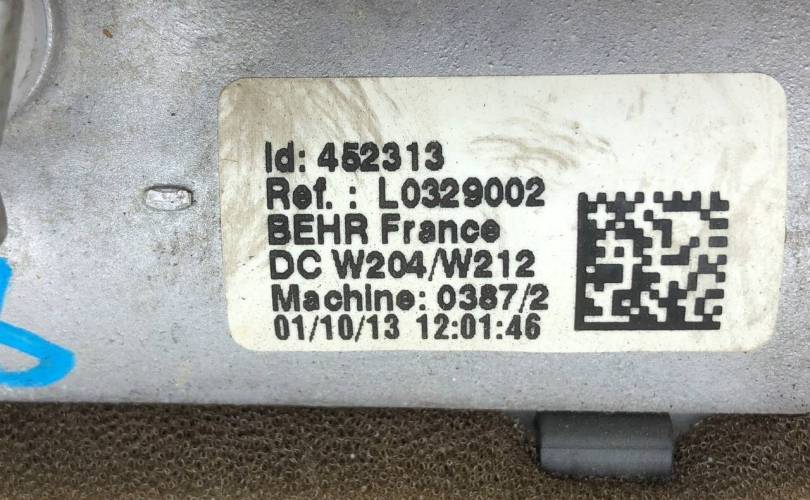 Id: 452313
Ref. : L0329002
BEHR France
DC W204/W212
Machine: 0387/2
01/10/13 12:01:46